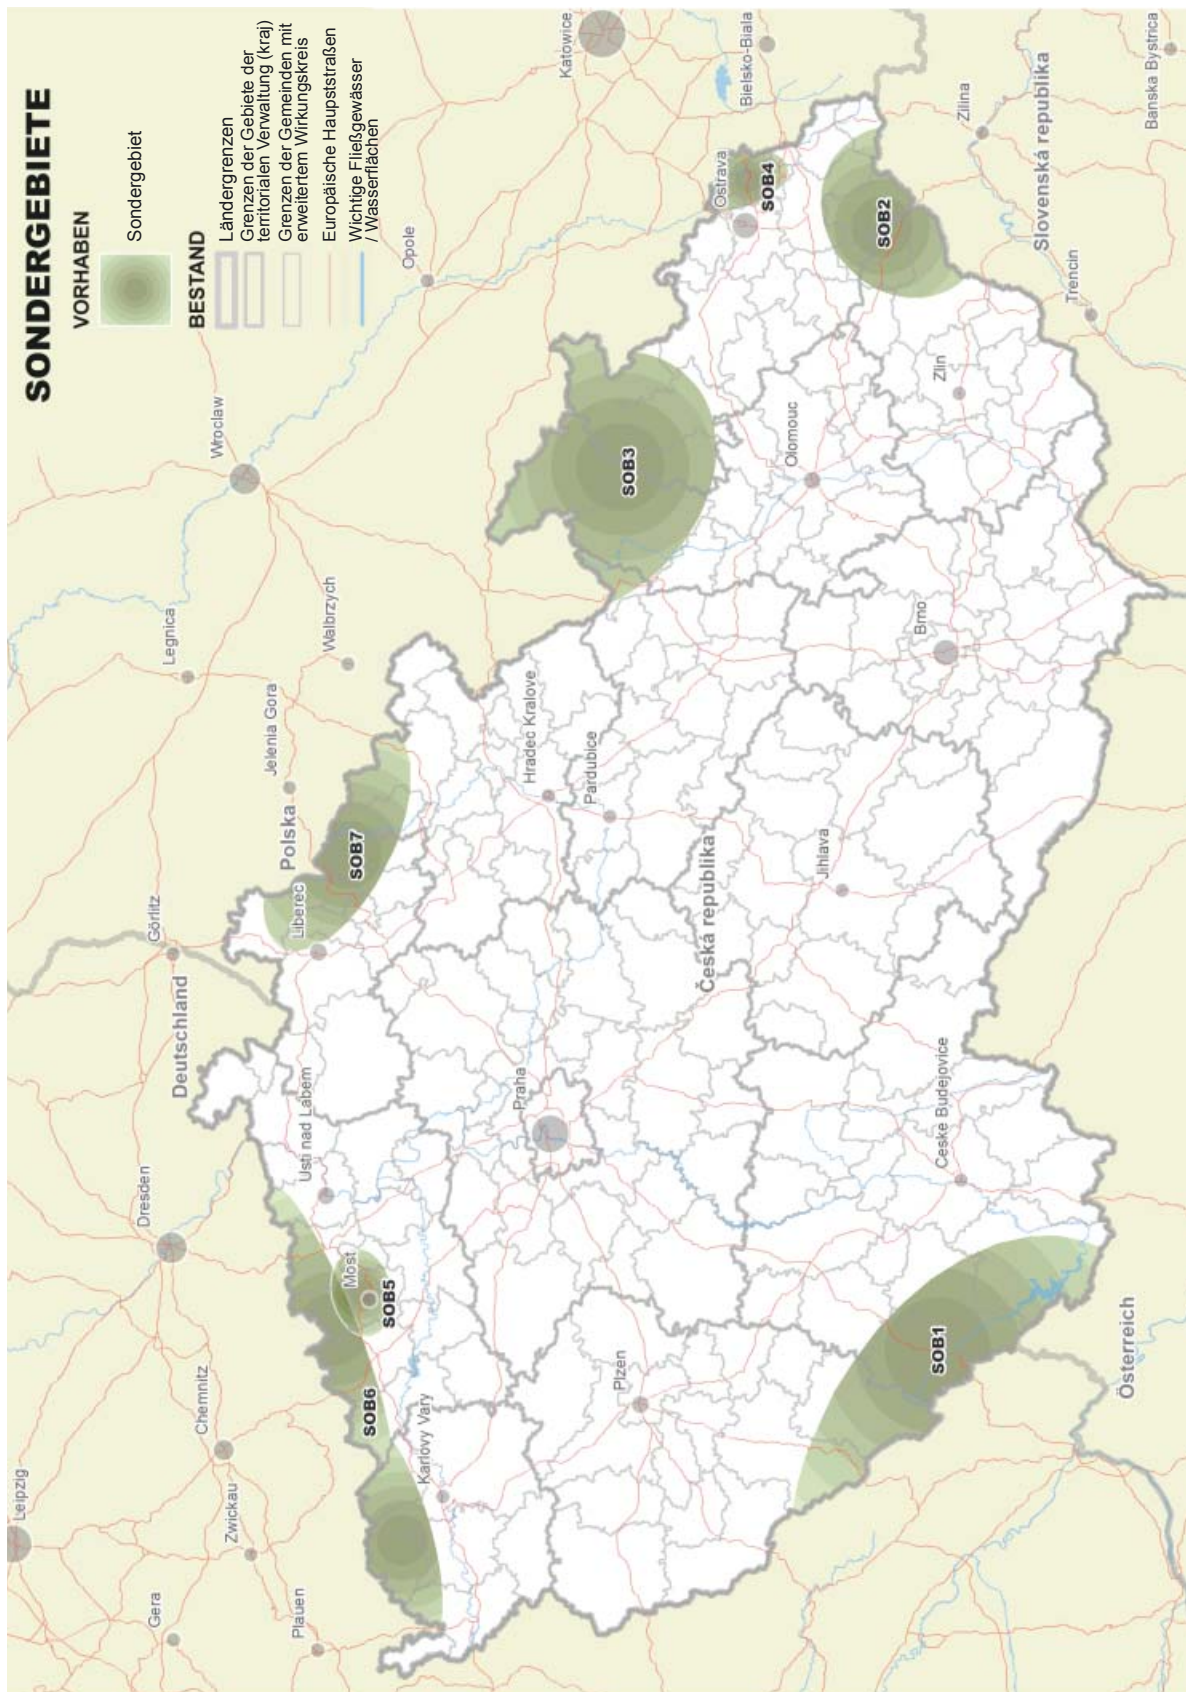 SONDERGEBIETE
VORHABEN
Sondergebiet
BESTAND
Ländergrenzen
Grenzen der Gebiete der
territorialen Verwaltung (kraj)
Grenzen der Gemeinden mit
erweitertem Wirkungskreis
Europäische Haupststraßen
Wichtige Fließgewässer
/ Wasserflächen
Leipzig
Gera
Zwickau
Chemnitz
Plauen
Dresden
Deutschland
Görlitz
Legnica
Wroclaw
Jelenia Gora
Walbrzych
Polska
Opole
Katowice
Bielsko-Biala
Liberec
Usti nad Labem
Most
SOB5
SOB6
SOB7
Karlovy Vary
Praha
Hradec Kralove
Pardubice
SOB3
Ostrava
SOB4
SOB2
Plzen
Česká republika
Olomouc
Jihlava
Zlin
Brno
Ceske Budejovice
SOB1
Österreich
Zilina
Slovenská republika
Trencin
Banska Bystrica